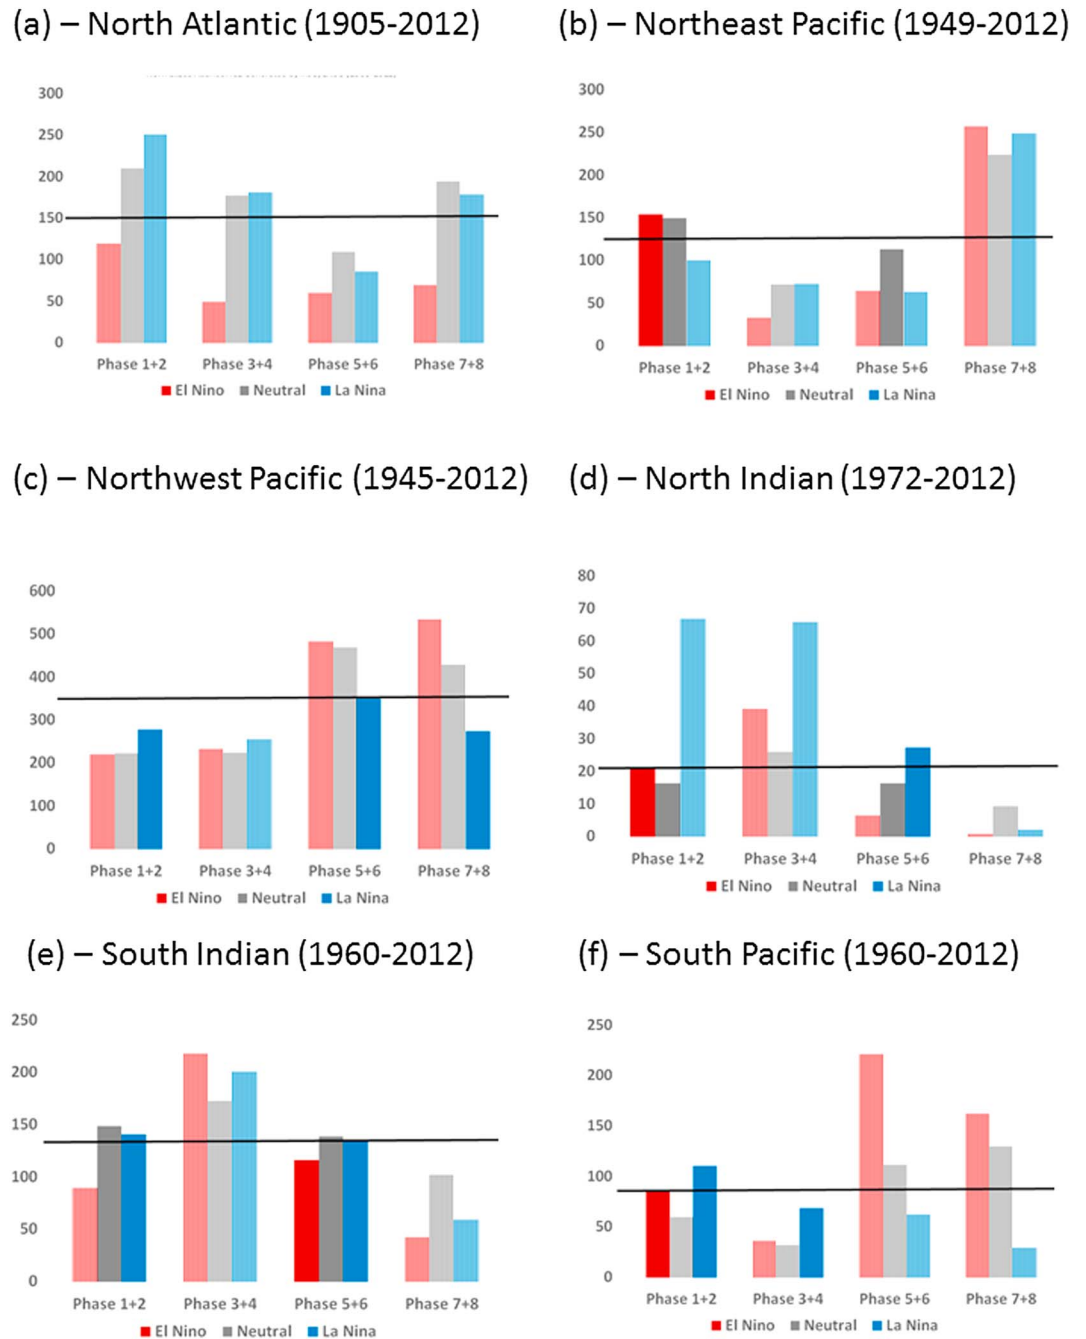 (a) – North Atlantic (1905-2012)
300
250
200
150
100
50
0
Phase 1+2 Phase 3+4 Phase 5+6 Phase 7+8
El Nino Neutral La Nina
(b) – Northeast Pacific (1949-2012)
300
250
200
150
100
50
0
Phase 1+2 Phase 3+4 Phase 5+6 Phase 7+8
El Nino Neutral La Nina
(c) – Northwest Pacific (1945-2012)
600
500
400
300
200
100
0
Phase 1+2 Phase 3+4 Phase 5+6 Phase 7+8
El Nino Neutral La Nina
(d) – North Indian (1972-2012)
80
70
60
50
40
30
20
10
0
Phase 1+2 Phase 3+4 Phase 5+6 Phase 7+8
El Nino Neutral La Nina
(e) – South Indian (1960-2012)
250
200
150
100
50
0
Phase 1+2 Phase 3+4 Phase 5+6 Phase 7+8
El Nino Neutral La Nina
(f) – South Pacific (1960-2012)
250
200
150
100
50
0
Phase 1+2 Phase 3+4 Phase 5+6 Phase 7+8
El Nino Neutral La Nina